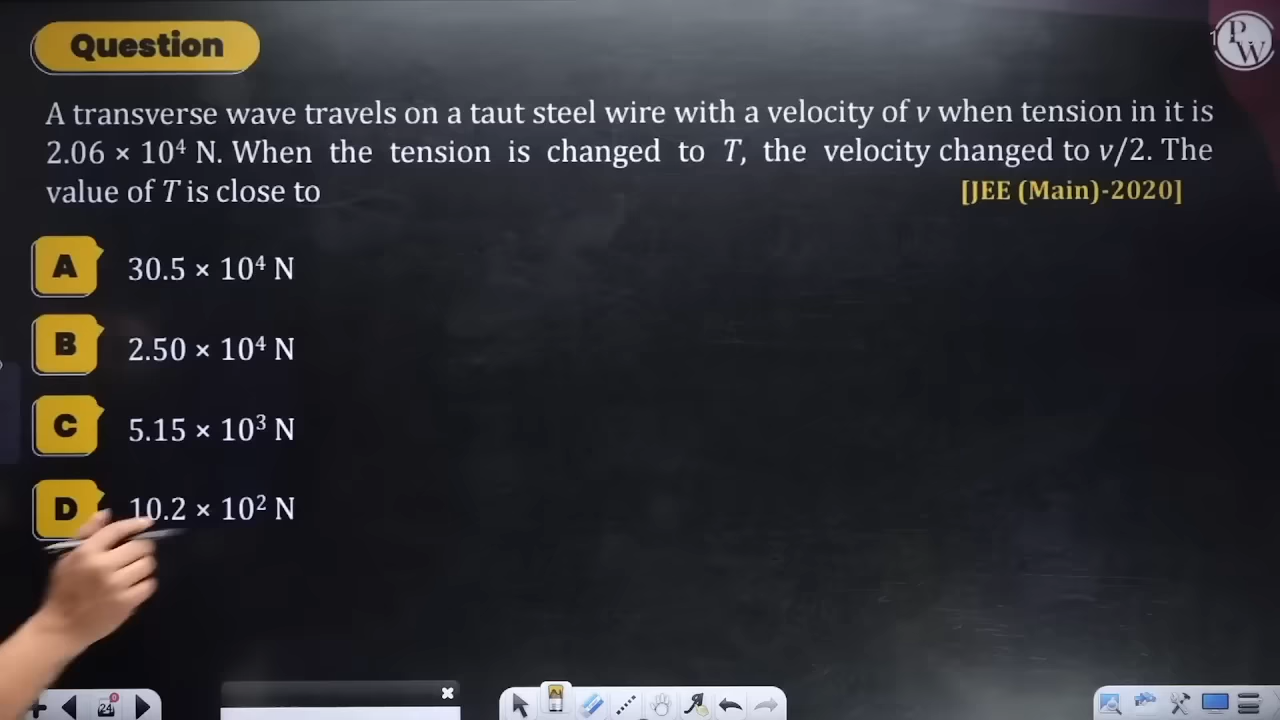 Question
PW
A transverse wave travels on a taut steel wire with a velocity of v when tension in it is
2.06 × 10⁴ N. When the tension is changed to T, the velocity changed to v/2. The
value of T is close to
[JEE (Main)-2020]
A 30.5 × 10⁴ N
B 2.50 × 10⁴ N
C 5.15 × 10³ N
D 10.2 × 10² N
24